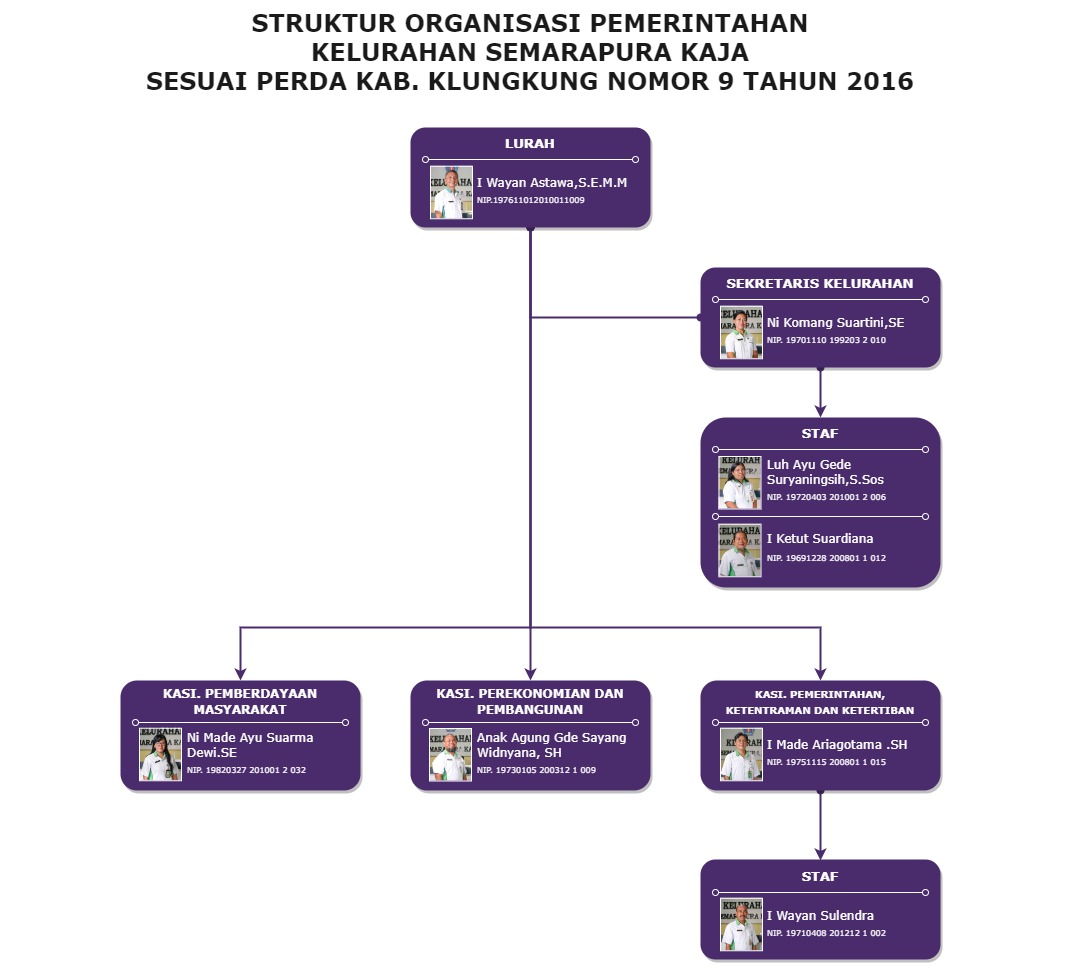 STRUKTUR ORGANISASI PEMERINTAHAN
KELURAHAN SEMARAPURA KAJA
SESUAI PERDA KAB. KLUNGKUNG NOMOR 9 TAHUN 2016
LURAH
I Wayan Astawa,S.E.M.M
NIP.197611012010011009
SEKRETARIS KELURAHAN
Ni Komang Suartini,SE
NIP. 19701110 199203 2 010
STAF
Luh Ayu Gede
Suryaningsih,S.Sos
NIP. 19720403 201001 2 006
I Ketut Suardiana
NIP. 19691228 200801 1 012
KASI. PEMBERDAYAAN
MASYARAKAT
Ni Made Ayu Suarma
Dewi.SE
NIP. 19820327 201001 2 032
KASI. PEREKONOMIAN DAN
PEMBANGUNAN
Anak Agung Gde Sayang
Widnyana, SH
NIP. 19730105 200312 1 009
KASI. PEMERINTAHAN,
KETENTRAMAN DAN KETERTIBAN
I Made Ariagotama .SH
NIP. 19751115 200801 1 015
STAF
I Wayan Sulendra
NIP. 19710408 201212 1 002